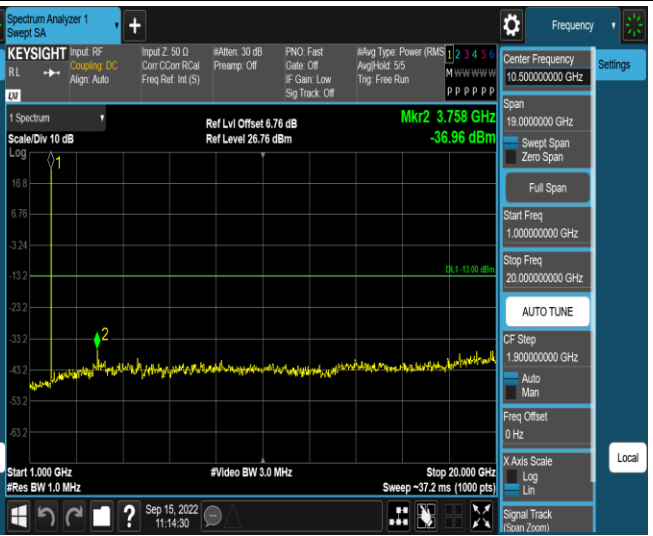 Spectrum Analyzer 1
Swept SA
+
Frequency
KEYSIGHT
RL
Input: RF
Coupling: DC
Align: Auto
Input Z: 50 Ω
Corr CCorr RCal
Freq Ref: Int (S)
#Atten: 30 dB
Preamp: Off
PNO: Fast
Gate: Off
IF Gain: Low
Sig Track: Off
#Avg Type: Power (RMS
Avg|Hold: 5/5
Trig: Free Run
1 2 3 4 5 6
M W W W W W
P P P P P P
LXI
1 Spectrum
Scale/Div 10 dB
Log
Ref Lvl Offset 6.76 dB
Ref Level 26.76 dBm
Mkr2 3.758 GHz
-36.96 dBm
1
16.8
6.76
-3.24
-13.2
DL1 -13.00 dBm
-23.2
-33.2
2
-43.2
-53.2
-63.2
Start 1.000 GHz
#Res BW 1.0 MHz
#Video BW 3.0 MHz
Stop 20.000 GHz
Sweep ~37.2 ms (1000 pts)
Sep 15, 2022
11:14:30
?
Center Frequency
10.500000000 GHz
Span
19.0000000 GHz
Swept Span
Zero Span
Full Span
Start Freq
1.000000000 GHz
Stop Freq
20.000000000 GHz
AUTO TUNE
CF Step
1.900000000 GHz
Auto
Man
Freq Offset
0 Hz
X Axis Scale
Log
Lin
Signal Track
(Span Zoom)
Settings
Local